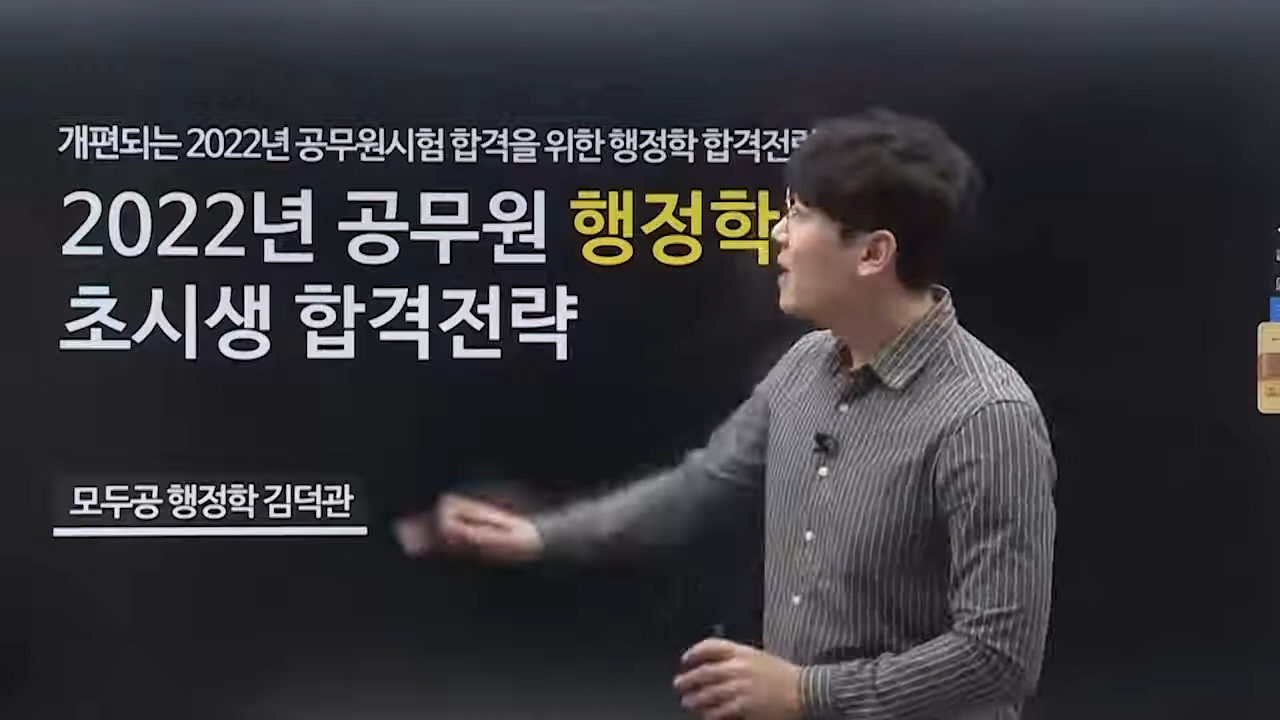 개편되는 2022년 공무원시험 합격을 위한 행정학 합격전략
2022년 공무원 행정학
초시생 합격전략
모두공 행정학 김덕관